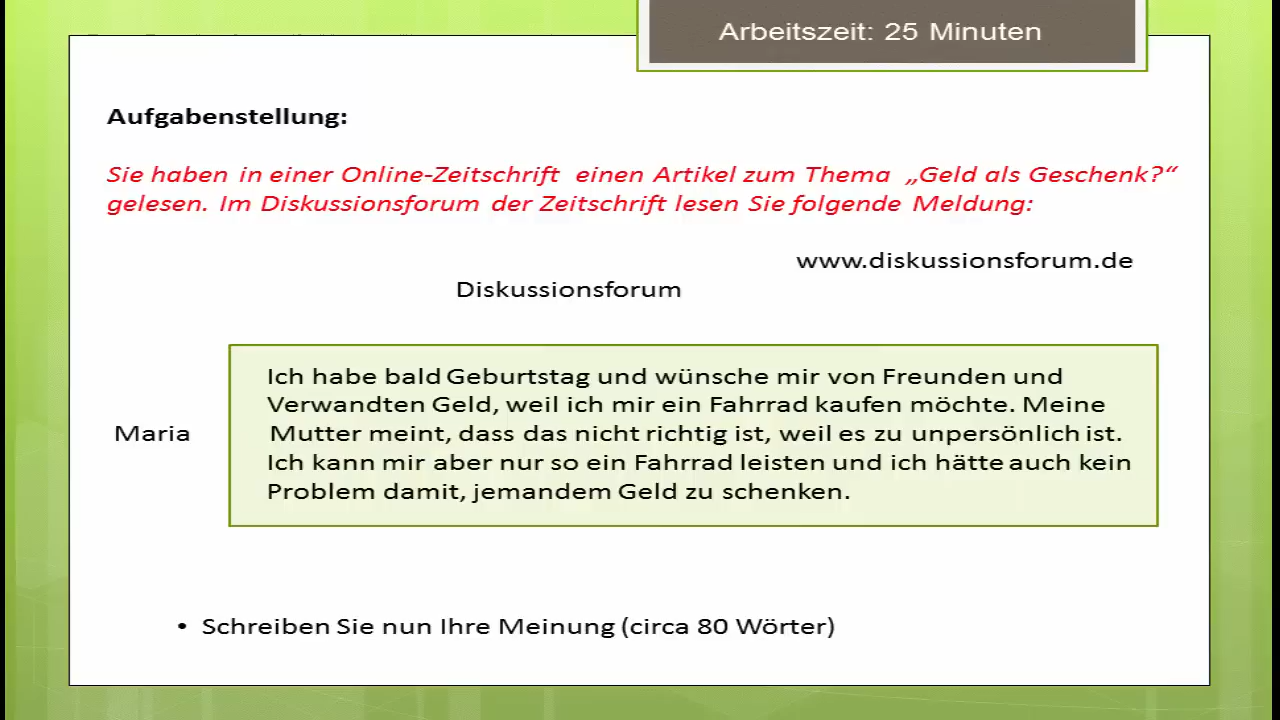 Arbeitszeit: 25 Minuten
Aufgabenstellung:
Sie haben in einer Online-Zeitschrift einen Artikel zum Thema „Geld als Geschenk?“
gelesen. Im Diskussionsforum der Zeitschrift lesen Sie folgende Meldung:
www.diskussionsforum.de
Diskussionsforum
Maria
Ich habe bald Geburtstag und wünsche mir von Freunden und
Verwandten Geld, weil ich mir ein Fahrrad kaufen möchte. Meine
Mutter meint, dass das nicht richtig ist, weil es zu unpersönlich ist.
Ich kann mir aber nur so ein Fahrrad leisten und ich hätte auch kein
Problem damit, jemandem Geld zu schenken.
• Schreiben Sie nun Ihre Meinung (circa 80 Wörter)